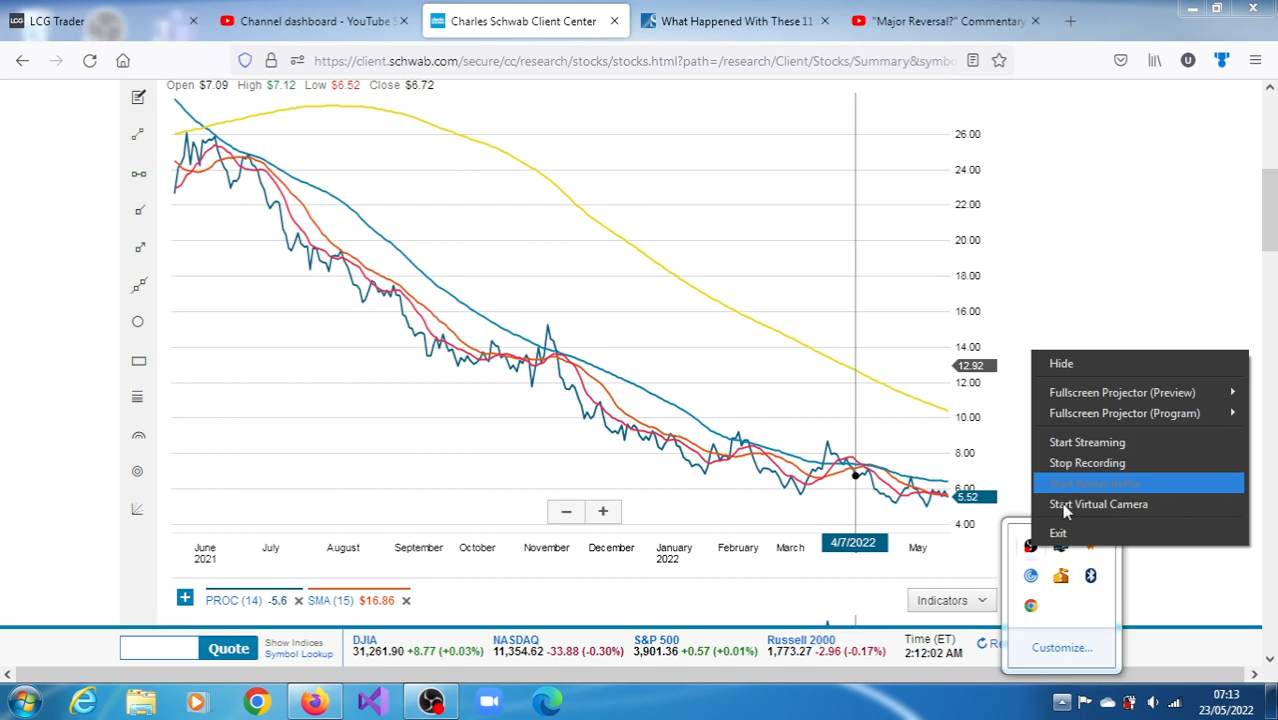 LCG Trader
Channel dashboard - YouTube S
Charles Schwab Client Center
What Happened With These 11
"Major Reversal?" Commentary
https://client.schwab.com/secure/cc/research/stocks/stocks.html?path=/research/Client/Stocks/Summary&symbo
Open $7.09 High $7.12 Low $6.52 Close $6.72
26.00
24.00
22.00
20.00
18.00
16.00
14.00
12.92
12.00
10.00
8.00
6.00
5.52
4.00
Hide
Fullscreen Projector (Preview)
Fullscreen Projector (Program)
Start Streaming
Stop Recording
Start Replay Buffer
Start Virtual Camera
Exit
Customize...
June
2021
July
August
September
October
November
December
January
2022
February
March
4/7/2022
May
PROC (14) -5.6
SMA (15) $16.86
Indicators
Quote
Show Indices
Symbol Lookup
DJIA
31,261.90 +8.77 (+0.03%)
NASDAQ
11,354.62 -33.88 (-0.30%)
S&P 500
3,901.36 +0.57 (+0.01%)
Russell 2000
1,773.27 -2.96 (-0.17%)
Time (ET)
2:12:02 AM
Re
07:13
23/05/2022